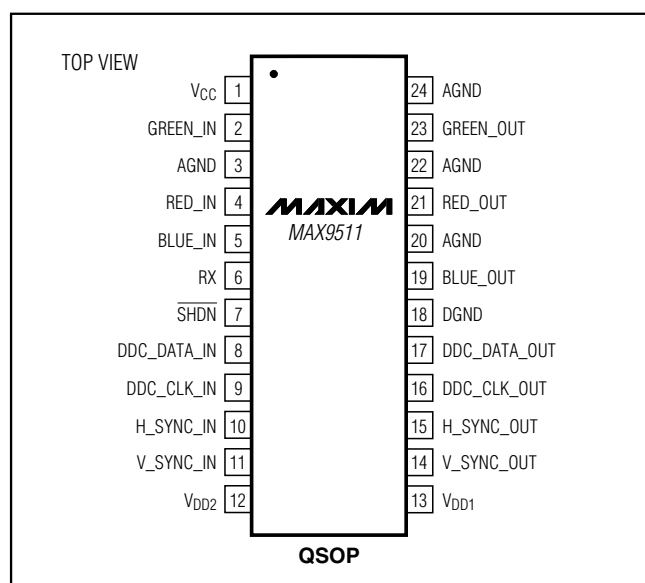 TOP VIEW
VCC 1
GREEN_IN 2
AGND 3
RED_IN 4
BLUE_IN 5
RX 6
SHDN 7
DDC_DATA_IN 8
DDC_CLK_IN 9
H_SYNC_IN 10
V_SYNC_IN 11
VDD2 12
MAXIM
MAX9511
24 AGND
23 GREEN_OUT
22 AGND
21 RED_OUT
20 AGND
19 BLUE_OUT
18 DGND
17 DDC_DATA_OUT
16 DDC_CLK_OUT
15 H_SYNC_OUT
14 V_SYNC_OUT
13 VDD1
QSOP